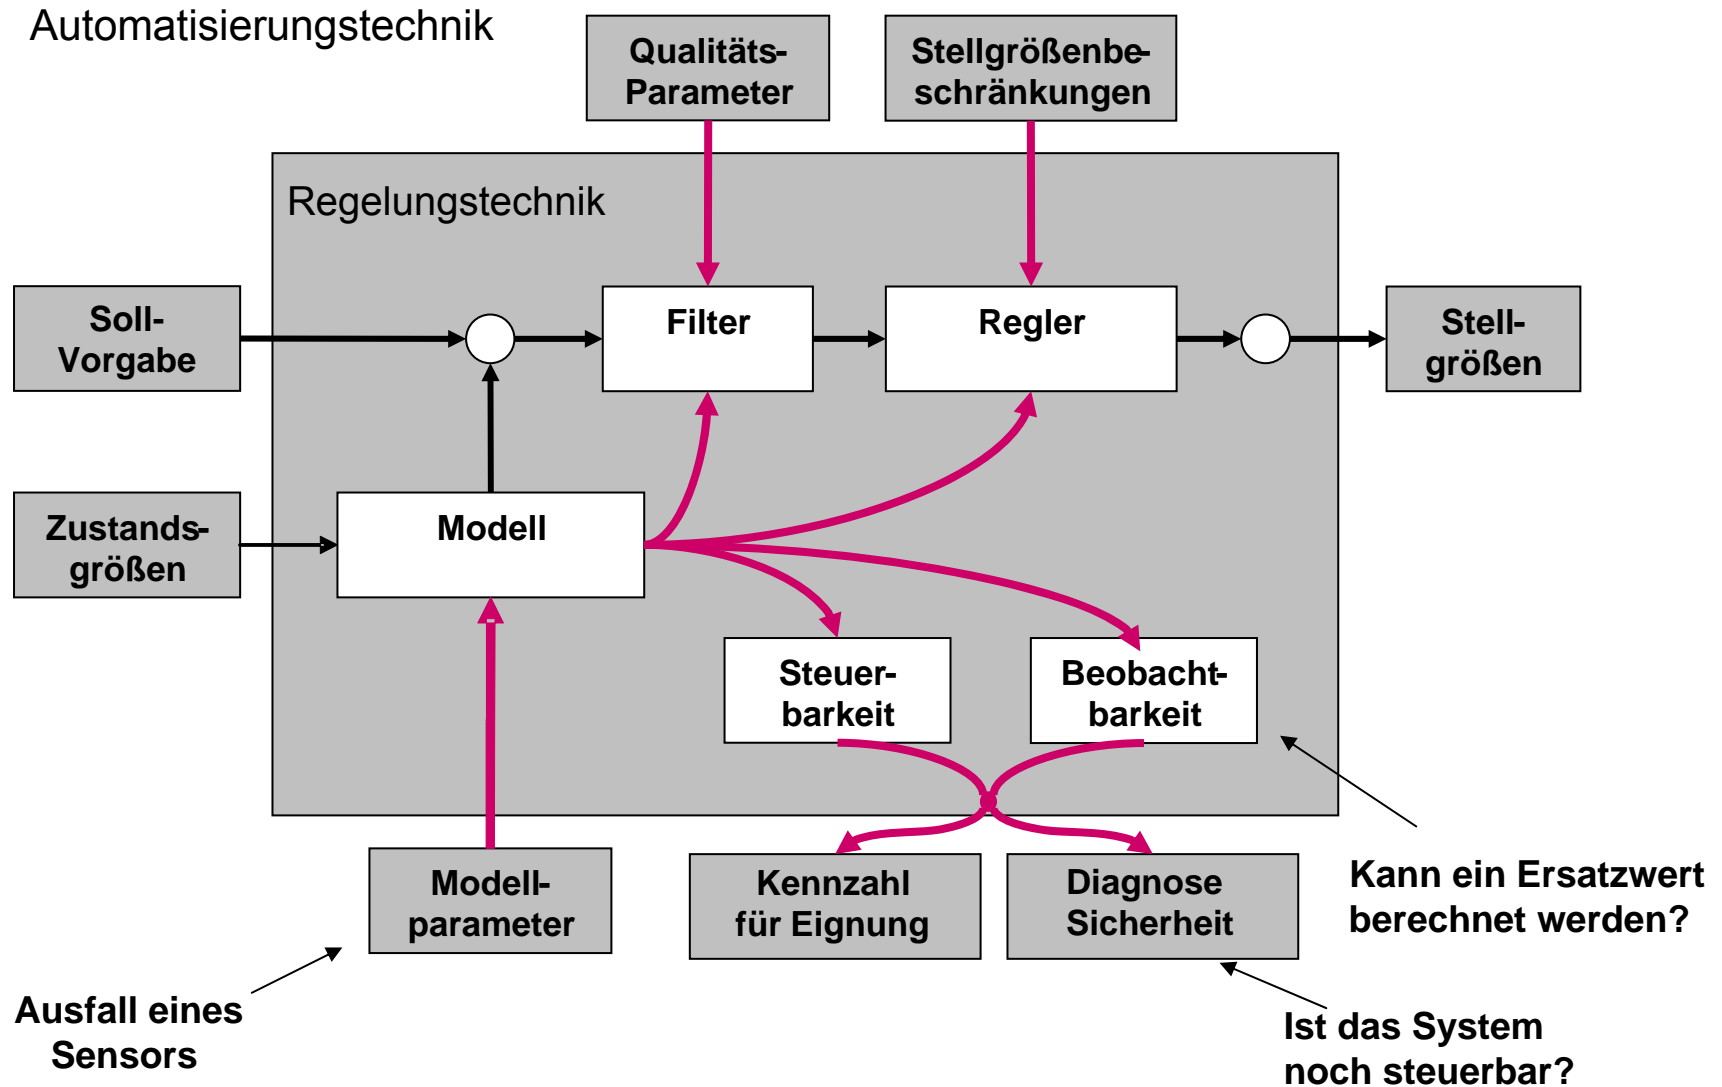 Automatisierungstechnik
Qualitäts-
Parameter
Stellgrößenbe-
schränkungen
Regelungstechnik
Soll-
Vorgabe
Filter
Regler
Stell-
größen
Zustands-
größen
Modell
Steuer-
barkeit
Beobacht-
barkeit
Modell-
parameter
Kennzahl
für Eignung
Diagnose
Sicherheit
Kann ein Ersatzwert
berechnet werden?
Ausfall eines
Sensors
Ist das System
noch steuerbar?